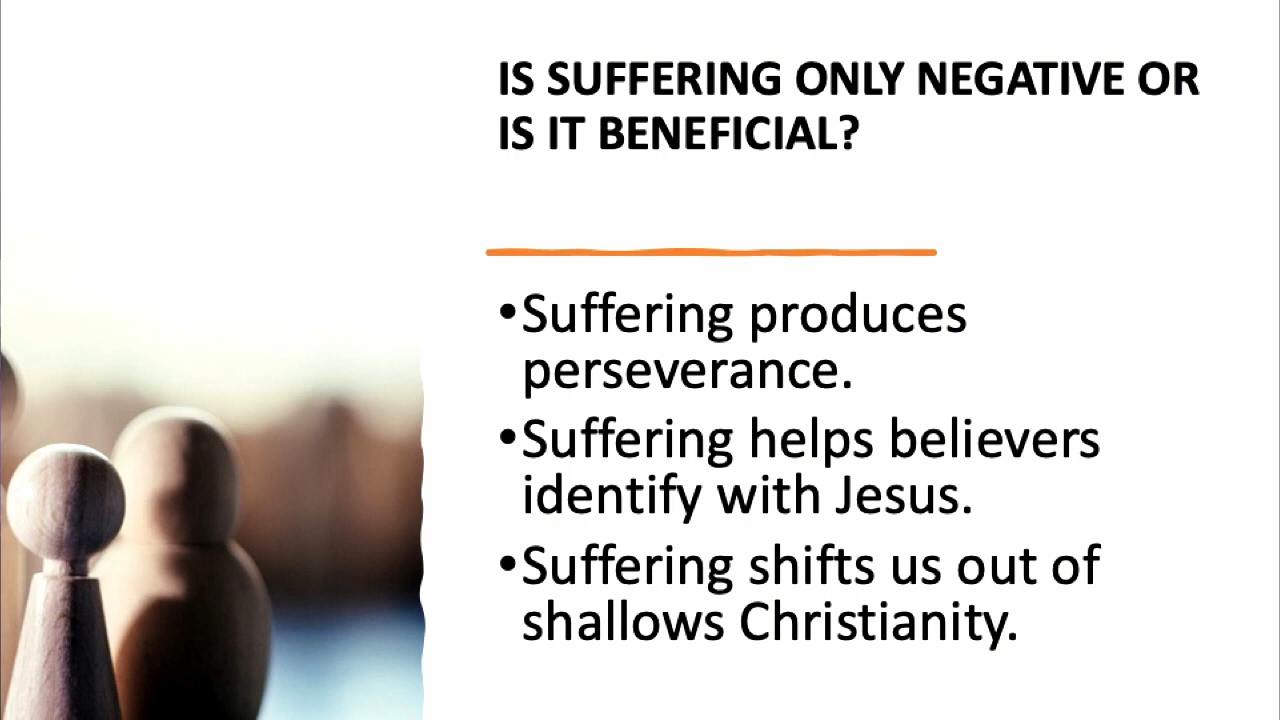 IS SUFFERING ONLY NEGATIVE OR
IS IT BENEFICIAL?
•Suffering produces
perseverance.
•Suffering helps believers
identify with Jesus.
•Suffering shifts us out of
shallows Christianity.